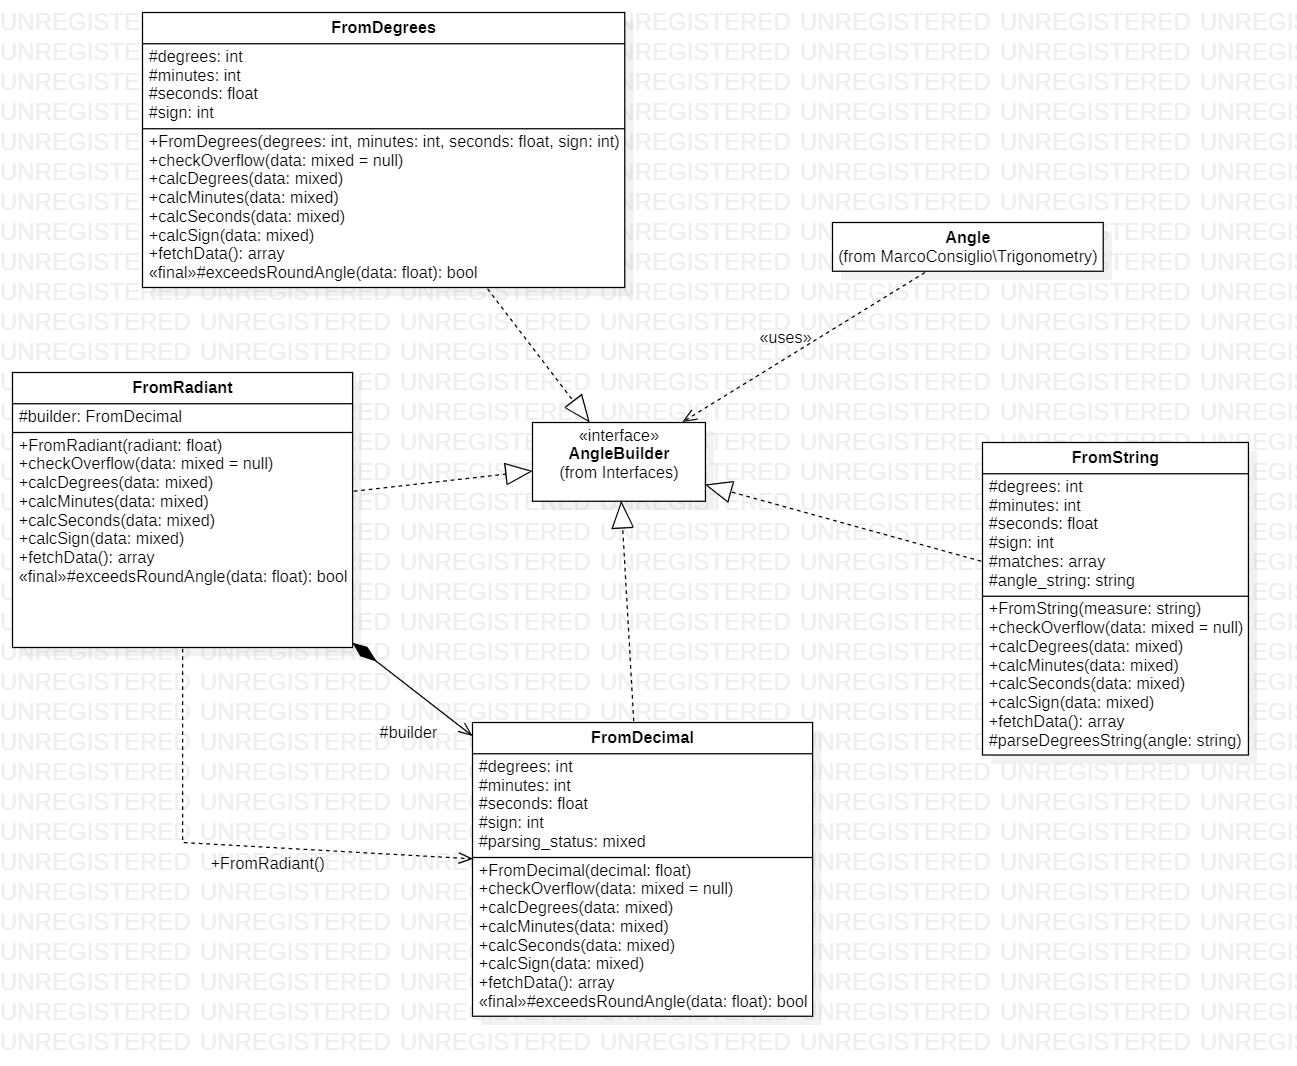 FromDegrees
#degrees: int
#minutes: int
#seconds: float
#sign: int
+FromDegrees(degrees: int, minutes: int, seconds: float, sign: int)
+checkOverflow(data: mixed = null)
+calcDegrees(data: mixed)
+calcMinutes(data: mixed)
+calcSeconds(data: mixed)
+calcSign(data: mixed)
+fetchData(): array
«final»#exceedsRoundAngle(data: float): bool
Angle
(from MarcoConsiglio\Trigonometry)
«uses»
FromRadiant
#builder: FromDecimal
+FromRadiant(radiant: float)
+checkOverflow(data: mixed = null)
+calcDegrees(data: mixed)
+calcMinutes(data: mixed)
+calcSeconds(data: mixed)
+calcSign(data: mixed)
+fetchData(): array
«final»#exceedsRoundAngle(data: float): bool
«interface»
AngleBuilder
(from Interfaces)
FromString
#degrees: int
#minutes: int
#seconds: float
#sign: int
#matches: array
#angle_string: string
+FromString(measure: string)
+checkOverflow(data: mixed = null)
+calcDegrees(data: mixed)
+calcMinutes(data: mixed)
+calcSeconds(data: mixed)
+calcSign(data: mixed)
+fetchData(): array
#parseDegreesString(angle: string)
#builder
+FromRadiant()
FromDecimal
#degrees: int
#minutes: int
#seconds: float
#sign: int
#parsing_status: mixed
+FromDecimal(decimal: float)
+checkOverflow(data: mixed = null)
+calcDegrees(data: mixed)
+calcMinutes(data: mixed)
+calcSeconds(data: mixed)
+calcSign(data: mixed)
+fetchData(): array
«final»#exceedsRoundAngle(data: float): bool
UNREGISTERED